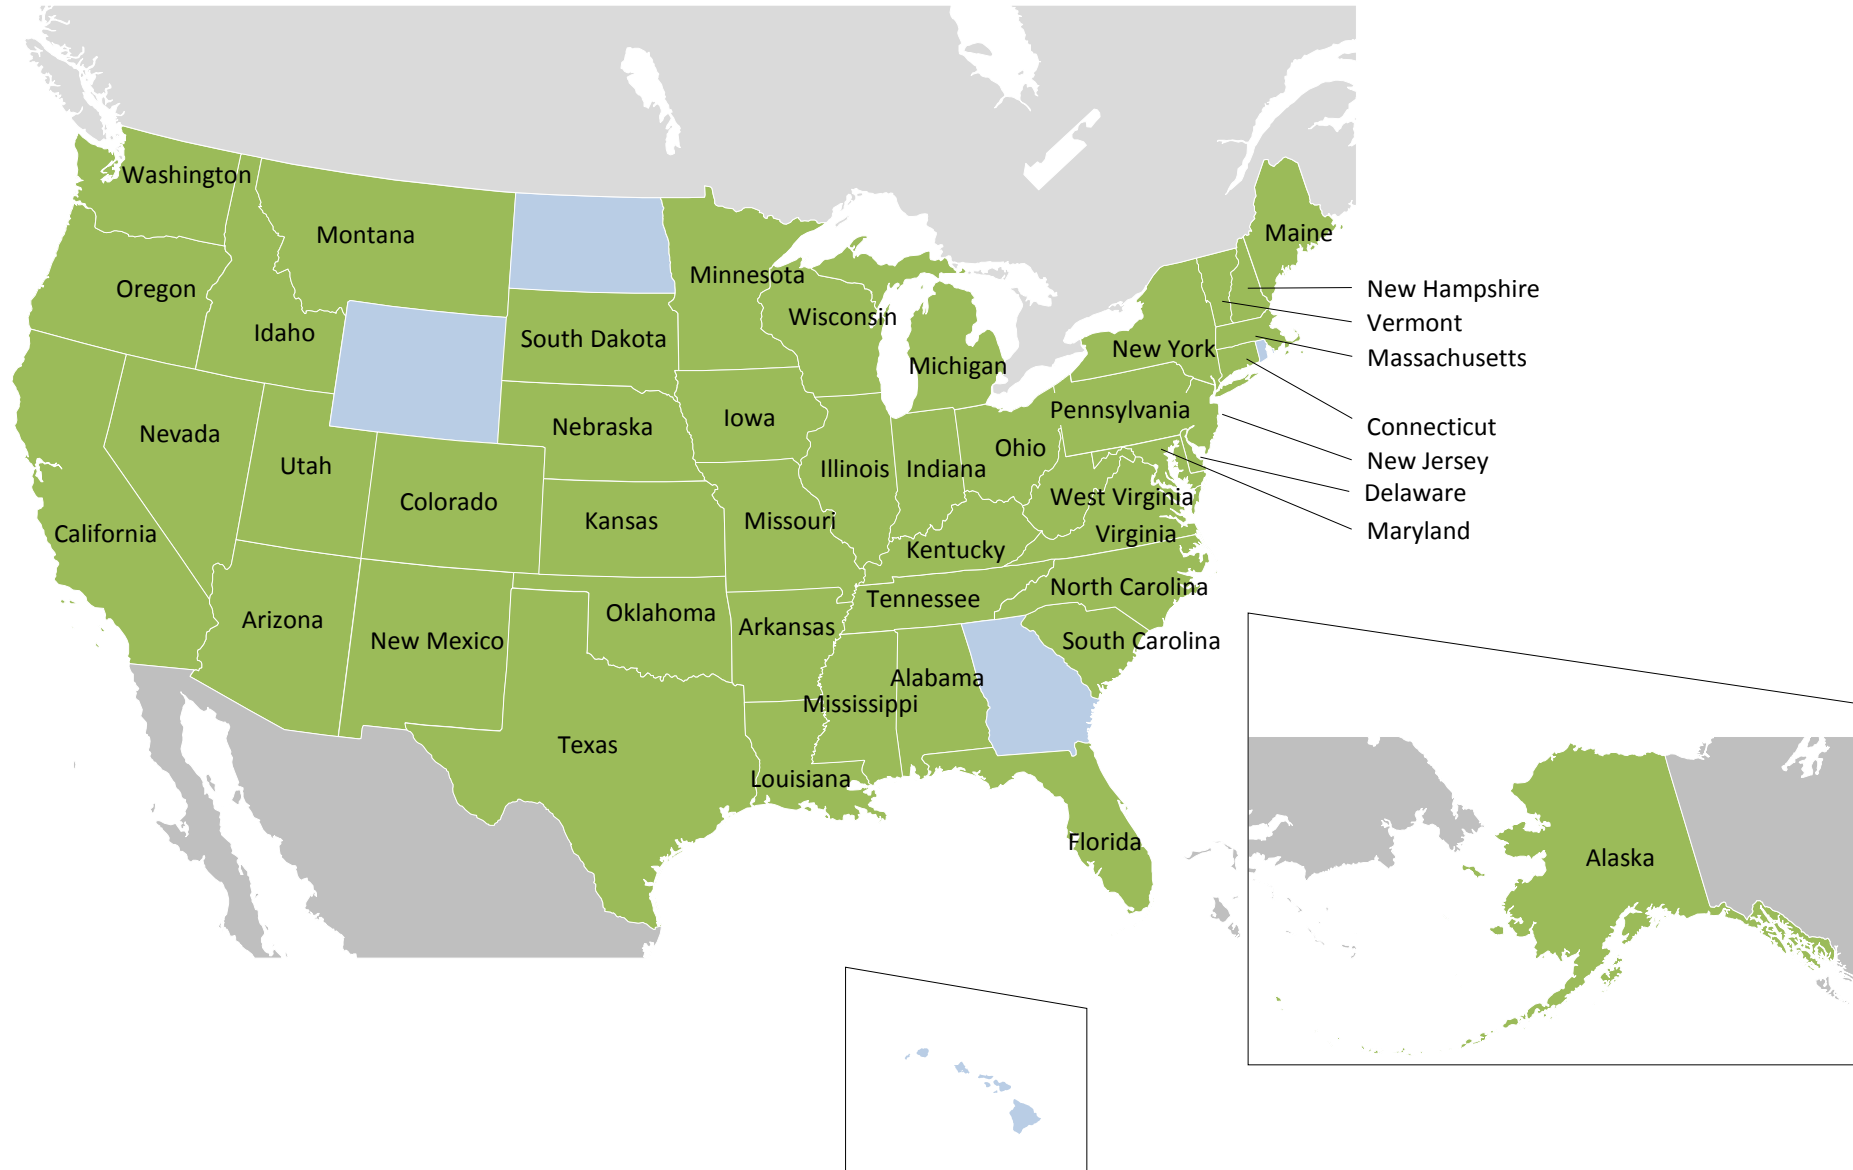 Washington
Montana
Maine
Minnesota
Oregon
New Hampshire
Wisconsin
Vermont
Idaho
South Dakota
New York
Massachusetts
Michigan
Pennsylvania
Iowa
Nebraska
Connecticut
Nevada
Ohio
New Jersey
Utah
Illinois
Indiana
Delaware
Colorado
West Virginia
Kansas
Missouri
Maryland
California
Virginia
Kentucky
North Carolina
Tennessee
Oklahoma
Arizona
Arkansas
New Mexico
South Carolina
Alabama
Mississippi
Texas
Louisiana
Florida
Alaska